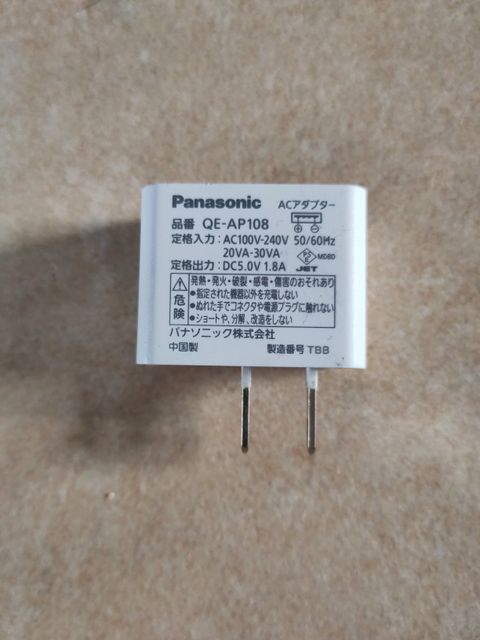 Panasonic ACアダプター
品番 QE-AP108
定格入力：AC100V-240V 50/60Hz
20VA-30VA
定格出力：DC5.0V 1.8A
PSE JET MDBD
危険
発熱・発火・破裂・感電・傷害のおそれあり
●指定された機器以外を充電しない
●ぬれた手でコネクタや電源プラグに触れない
●ショートや、分解、改造をしない
パナソニック株式会社
中国製 製造番号 TBB